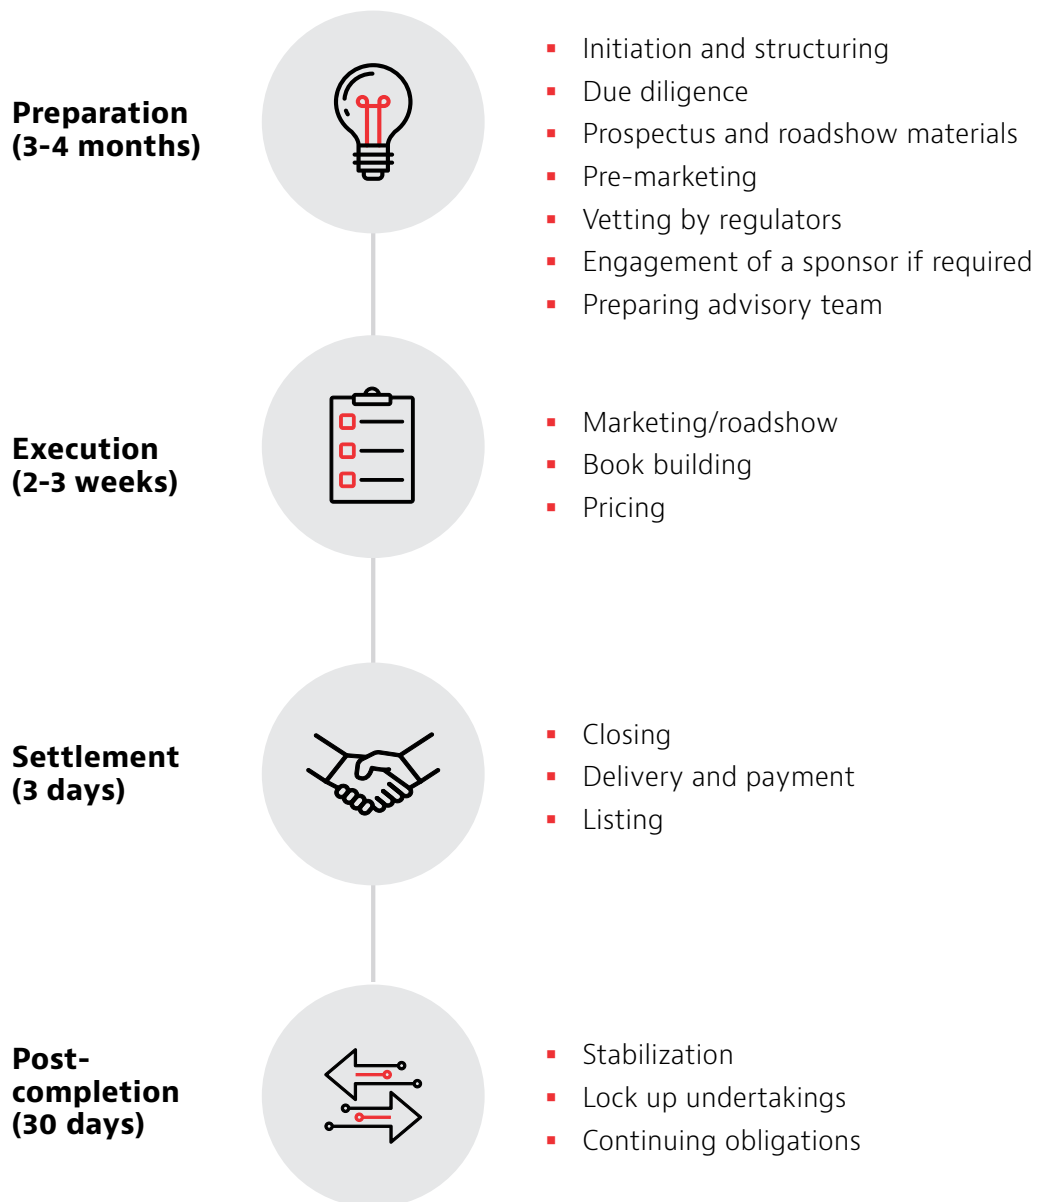 Preparation
(3-4 months)
▪ Initiation and structuring
▪ Due diligence
▪ Prospectus and roadshow materials
▪ Pre-marketing
▪ Vetting by regulators
▪ Engagement of a sponsor if required
▪ Preparing advisory team
Execution
(2-3 weeks)
▪ Marketing/roadshow
▪ Book building
▪ Pricing
Settlement
(3 days)
▪ Closing
▪ Delivery and payment
▪ Listing
Post-
completion
(30 days)
▪ Stabilization
▪ Lock up undertakings
▪ Continuing obligations